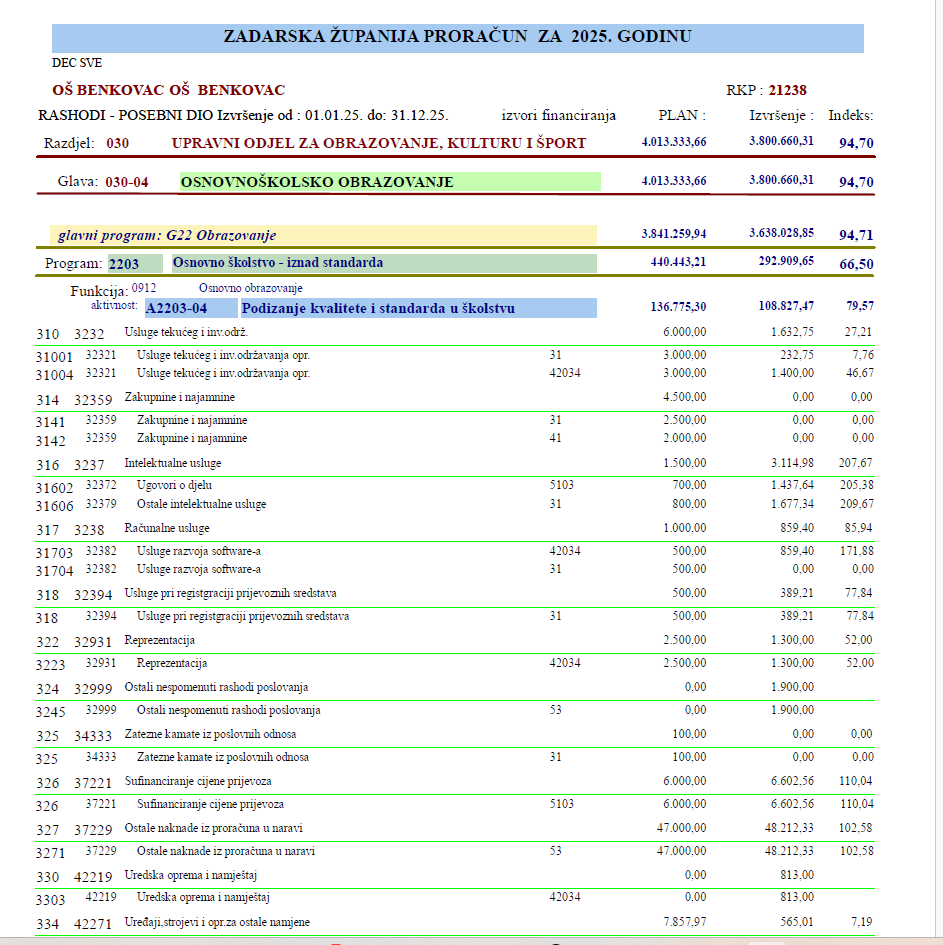 ZADARSKA ŽUPANIJA PRORAČUN ZA 2025. GODINU
DEC SVE
OŠ BENKOVAC OŠ BENKOVAC RKP : 21238
RASHODI - POSEBNI DIO Izvršenje od : 01.01.25. do: 31.12.25. izvori financiranja PLAN : Izvršenje : Indeks:
Razdjel: 030 UPRAVNI ODJEL ZA OBRAZOVANJE, KULTURU I ŠPORT 4.013.333,66 3.800.660,31 94,70
Glava: 030-04 OSNOVNOŠKOLSKO OBRAZOVANJE 4.013.333,66 3.800.660,31 94,70
glavni program: G22 Obrazovanje 3.841.259,94 3.638.028,85 94,71
Program: 2203 Osnovno školstvo - iznad standarda 440.443,21 292.909,65 66,50
Funkcija: 0912 Osnovno obrazovanje
aktivnost: A2203-04 Podizanje kvalitete i standarda u školstvu 136.775,30 108.827,47 79,57
310 3232 Usluge tekućeg i inv.održ. 6.000,00 1.632,75 27,21
31001 32321 Usluge tekućeg i inv.održavanja opr. 31 3.000,00 232,75 7,76
31004 32321 Usluge tekućeg i inv.održavanja opr. 42034 3.000,00 1.400,00 46,67
314 32359 Zakupnine i najamnine 4.500,00 0,00 0,00
3141 32359 Zakupnine i najamnine 31 2.500,00 0,00 0,00
3142 32359 Zakupnine i najamnine 41 2.000,00 0,00 0,00
316 3237 Intelektualne usluge 1.500,00 3.114,98 207,67
31602 32372 Ugovori o djelu 5103 700,00 1.437,64 205,38
31606 32379 Ostale intelektualne usluge 31 800,00 1.677,34 209,67
317 3238 Računalne usluge 1.000,00 859,40 85,94
31703 32382 Usluge razvoja software-a 42034 500,00 859,40 171,88
31704 32382 Usluge razvoja software-a 31 500,00 0,00 0,00
318 32394 Usluge pri registgraciji prijevoznih sredstava 500,00 389,21 77,84
318 32394 Usluge pri registgraciji prijevoznih sredstava 31 500,00 389,21 77,84
322 32931 Reprezentacija 2.500,00 1.300,00 52,00
3223 32931 Reprezentacija 42034 2.500,00 1.300,00 52,00
324 32999 Ostali nespomenuti rashodi poslovanja 0,00 1.900,00
3245 32999 Ostali nespomenuti rashodi poslovanja 53 0,00 1.900,00
325 34333 Zatezne kamate iz poslovnih odnosa 100,00 0,00 0,00
325 34333 Zatezne kamate iz poslovnih odnosa 31 100,00 0,00 0,00
326 37221 Sufinanciranje cijene prijevoza 6.000,00 6.602,56 110,04
326 37221 Sufinanciranje cijene prijevoza 5103 6.000,00 6.602,56 110,04
327 37229 Ostale naknade iz proračuna u naravi 47.000,00 48.212,33 102,58
3271 37229 Ostale naknade iz proračuna u naravi 53 47.000,00 48.212,33 102,58
330 42219 Uredska oprema i namještaj 0,00 813,00
3303 42219 Uredska oprema i namještaj 42034 0,00 813,00
334 42271 Uređaji,strojevi i opr.za ostale namjene 7.857,97 565,01 7,19